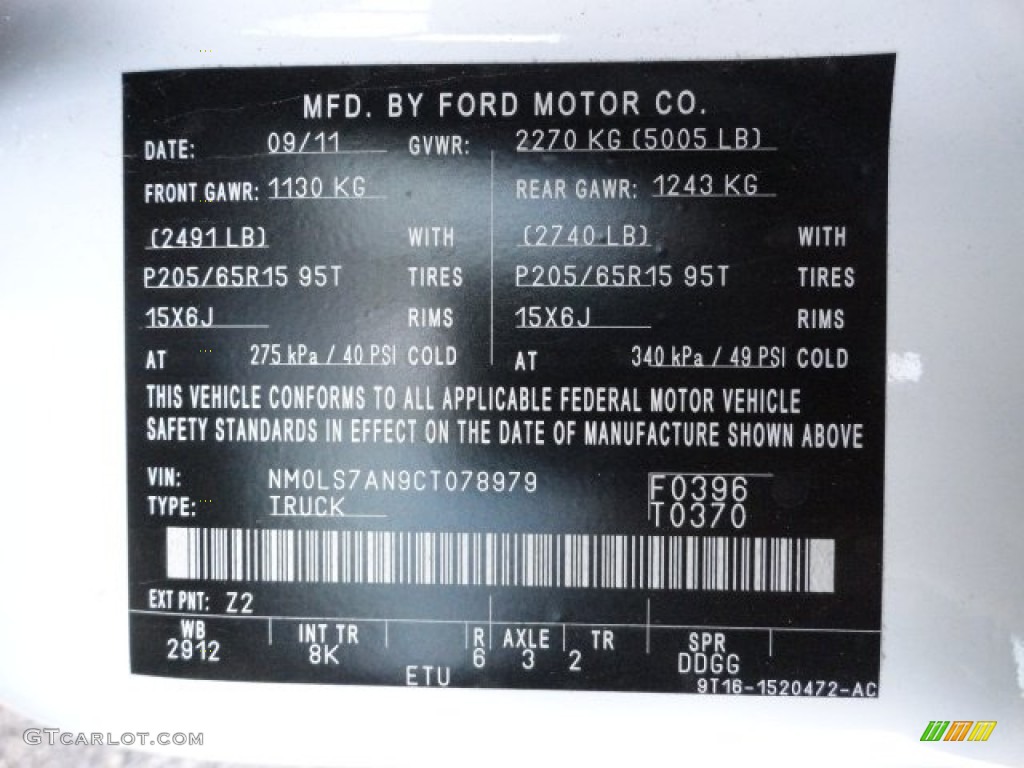 MFD. BY FORD MOTOR CO.
DATE: 09/11 GVWR: 2270 KG (5005 LB)
FRONT GAWR: 1130 KG REAR GAWR: 1243 KG
(2491 LB) WITH (2740 LB) WITH
P205/65R15 95T TIRES P205/65R15 95T TIRES
15X6J RIMS 15X6J RIMS
AT 275 kPa / 40 PSI COLD AT 340 kPa / 49 PSI COLD
THIS VEHICLE CONFORMS TO ALL APPLICABLE FEDERAL MOTOR VEHICLE
SAFETY STANDARDS IN EFFECT ON THE DATE OF MANUFACTURE SHOWN ABOVE
VIN: NM0LS7AN9CT078979 F0396
TYPE: TRUCK T0370
EXT PNT: Z2
WB INT TR R AXLE TR SPR
2912 8K 6 3 2 DDGG
ETU 9T16-1520472-AC
GTCARLOT.COM